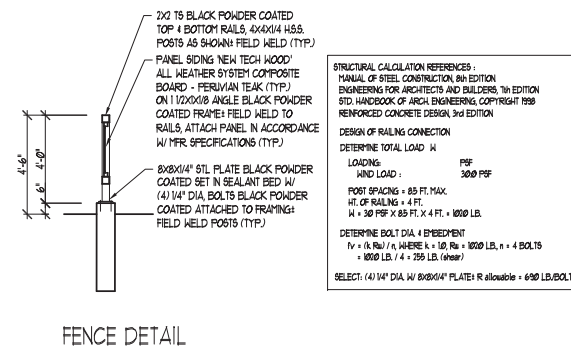 2X2 TS BLACK POWDER COATED
TOP & BOTTOM RAILS, 4X4X1/4 H.S.S.
POSTS AS SHOWN± FIELD WELD (TYP.)
PANEL SIDING 'NEW TECH WOOD'
ALL WEATHER SYSTEM COMPOSITE
BOARD - PERUVIAN TEAK (TYP.)
ON 1 1/2X1X1/8 ANGLE BLACK POWDER
COATED FRAME± FIELD WELD TO
RAILS, ATTACH PANEL IN ACCORDANCE
W/ MFR. SPECIFICATIONS (TYP.)
8X8X1/4" STL PLATE BLACK POWDER
COATED SET IN SEALANT BED W/
(4) 1/4" DIA. BOLTS BLACK POWDER
COATED ATTACHED TO FRAMING±
FIELD WELD POSTS (TYP.)
4'-6"
4'-0"
6"
FENCE DETAIL
STRUCTURAL CALCULATION REFERENCES :
MANUAL OF STEEL CONSTRUCTION, 8th EDITION
ENGINEERING FOR ARCHITECTS AND BUILDERS, 7th EDITION
STD. HANDBOOK OF ARCH. ENGINEERING, COPYRIGHT 1998
REINFORCED CONCRETE DESIGN, 3rd EDITION
DESIGN OF RAILING CONNECTION
DETERMINE TOTAL LOAD W
LOADING: PSF
WIND LOAD : 30.0 PSF
POST SPACING = 8.5 FT. MAX.
HT. OF RAILING = 4 FT.
W = 30 PSF X 8.5 FT. X 4 FT. = 1020 LB.
DETERMINE BOLT DIA. & EMBEDMENT
fv = (k Rw) / n, WHERE k = 1.0, Rw = 1020 LB., n = 4 BOLTS
= 1020 LB. / 4 = 255 LB. (shear)
SELECT: (4) 1/4" DIA. W/ 8X8X1/4" PLATE± R allowable = 690 LB./BOLT